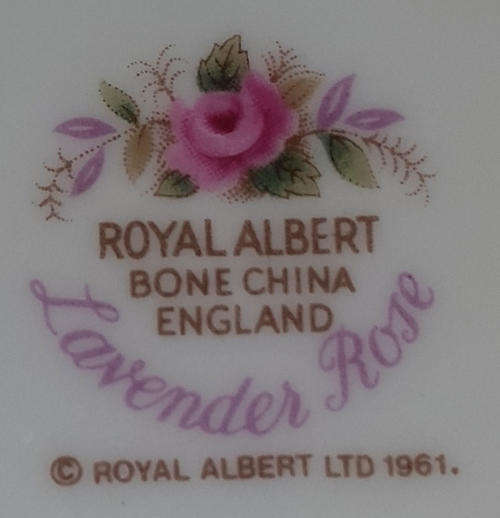 ROYAL ALBERT
BONE CHINA
ENGLAND
Lavender Rose
© ROYAL ALBERT LTD 1961.